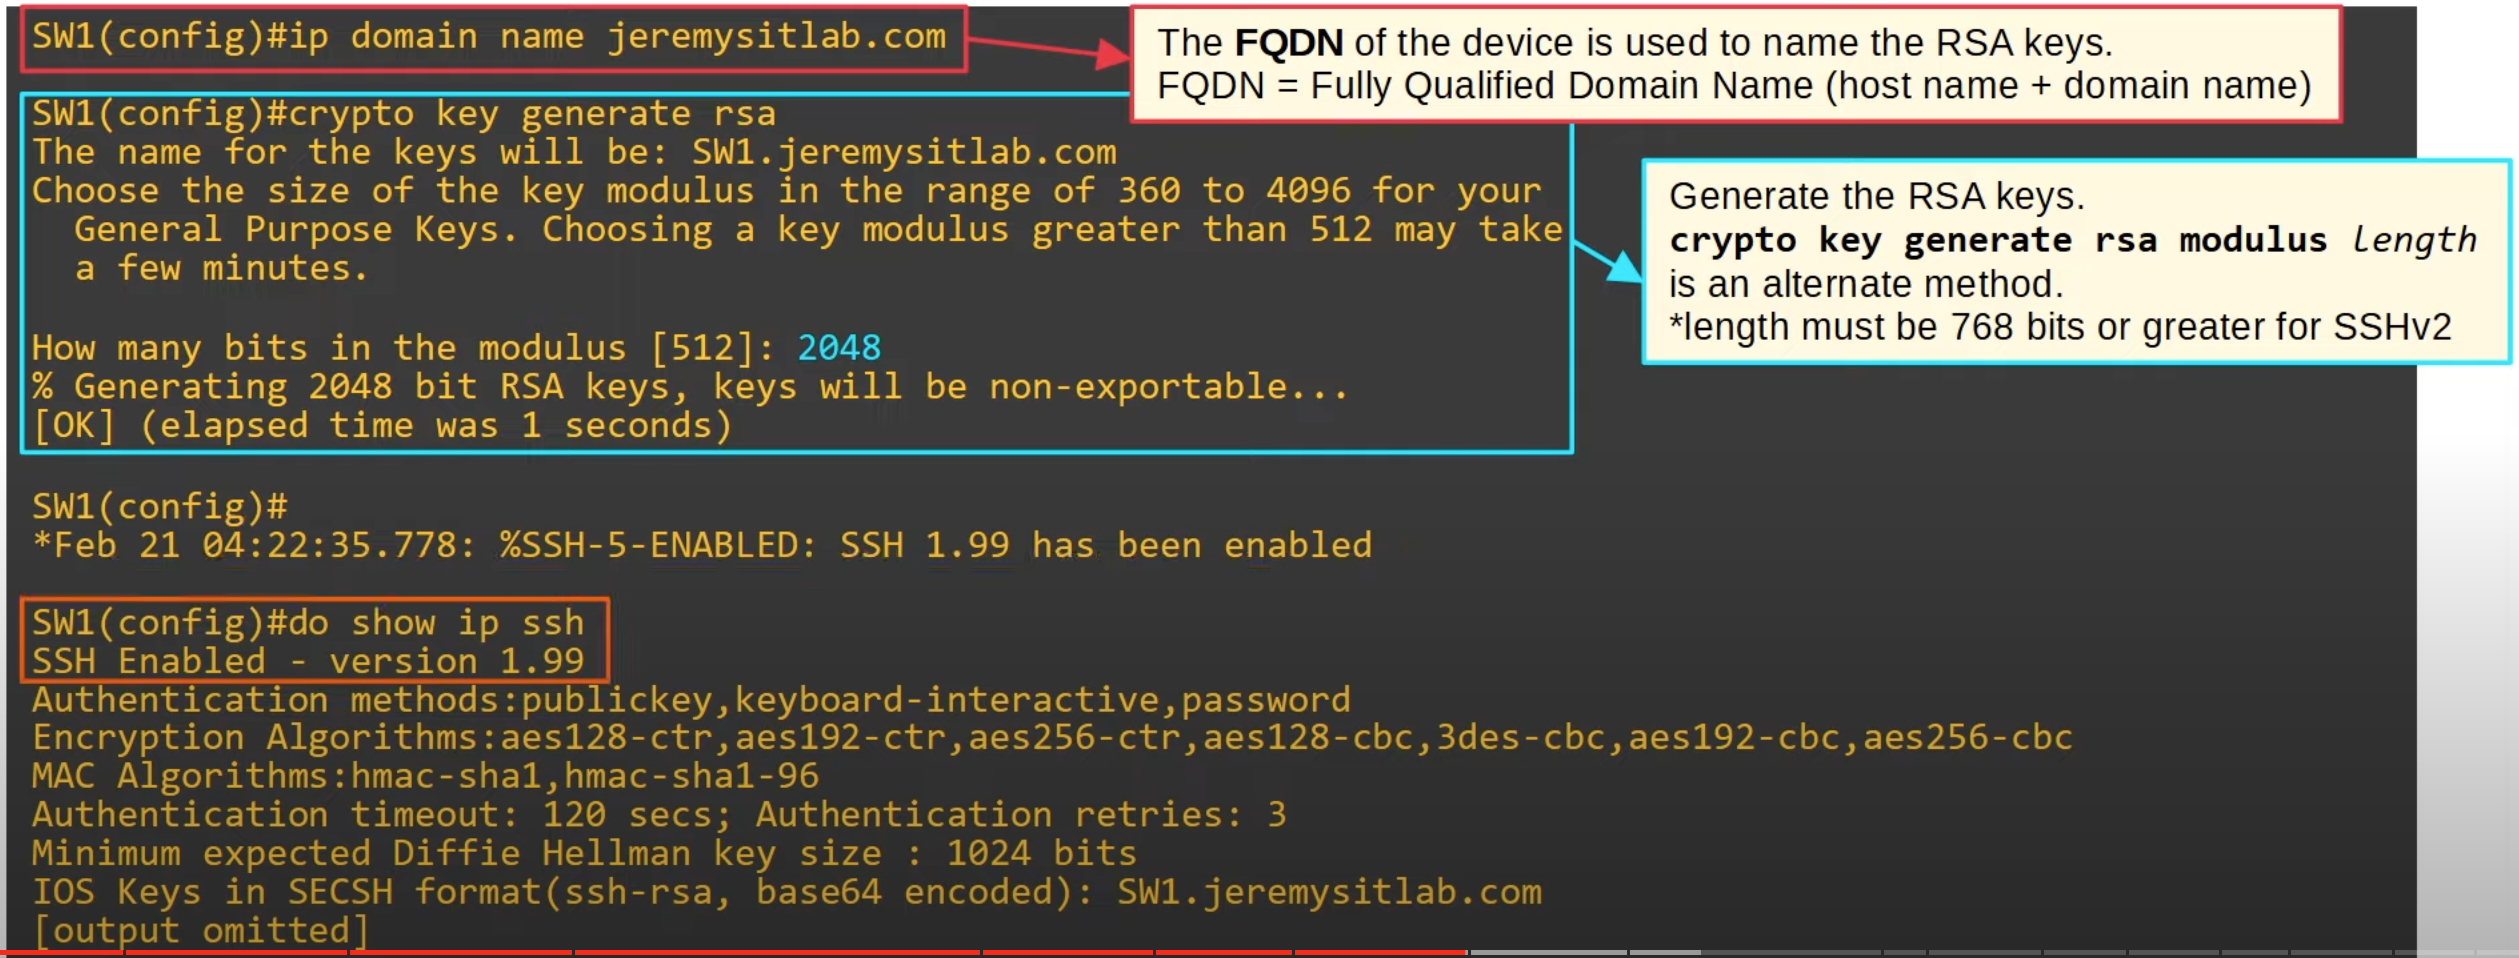 SW1(config)#ip domain name jeremysitlab.com
The FQDN of the device is used to name the RSA keys.
FQDN = Fully Qualified Domain Name (host name + domain name)
SW1(config)#crypto key generate rsa
The name for the keys will be: SW1.jeremysitlab.com
Choose the size of the key modulus in the range of 360 to 4096 for your
General Purpose Keys. Choosing a key modulus greater than 512 may take
a few minutes.
How many bits in the modulus [512]: 2048
% Generating 2048 bit RSA keys, keys will be non-exportable...
[OK] (elapsed time was 1 seconds)
Generate the RSA keys.
crypto key generate rsa modulus length
is an alternate method.
*length must be 768 bits or greater for SSHv2
SW1(config)#
*Feb 21 04:22:35.778: %SSH-5-ENABLED: SSH 1.99 has been enabled
SW1(config)#do show ip ssh
SSH Enabled - version 1.99
Authentication methods:publickey,keyboard-interactive,password
Encryption Algorithms:aes128-ctr,aes192-ctr,aes256-ctr,aes128-cbc,3des-cbc,aes192-cbc,aes256-cbc
MAC Algorithms:hmac-sha1,hmac-sha1-96
Authentication timeout: 120 secs; Authentication retries: 3
Minimum expected Diffie Hellman key size : 1024 bits
IOS Keys in SECSH format(ssh-rsa, base64 encoded): SW1.jeremysitlab.com
[output omitted]